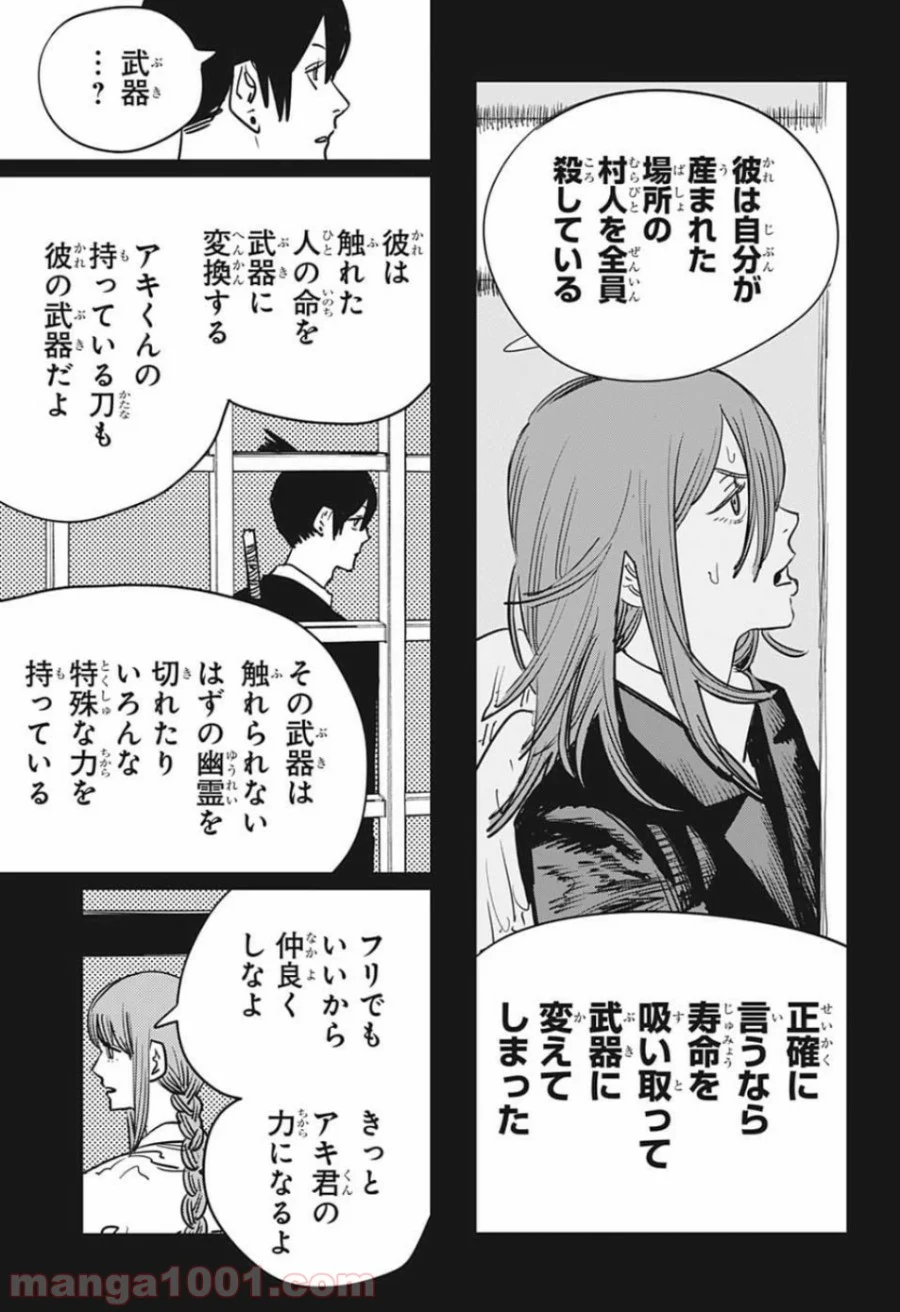 彼は自分が
産まれた
場所の
村人を全員
殺している
正確に
言うなら
寿命を
吸い取って
武器に
変えて
しまった
武器
…?
彼は
触れた
人の命を
武器に
変換する
アキくんの
持っている刀も
彼の武器だよ
その武器は
触れられない
はずの幽霊を
切れたり
いろんな
特殊な力を
持っている
フリでも
いいから
仲良く
しなよ
きっと
アキ君の
力になるよ
manga1001.com